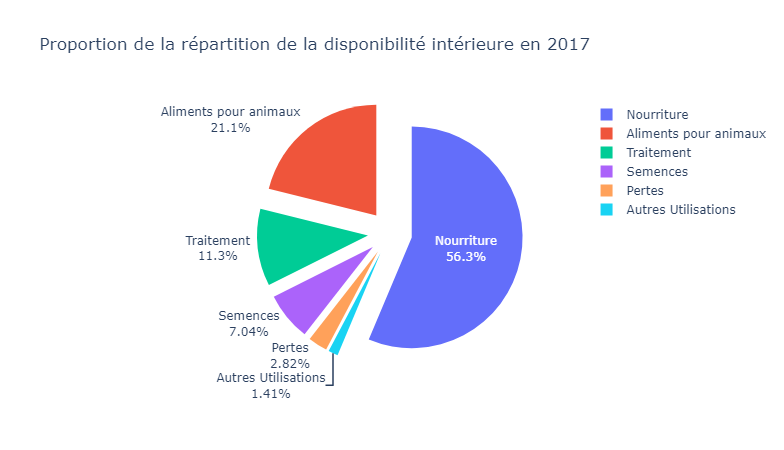 Proportion de la répartition de la disponibilité intérieure en 2017
Aliments pour animaux
21.1%
Traitement
11.3%
Semences
7.04%
Pertes
2.82%
Autres Utilisations
1.41%
Nourriture
56.3%
Nourriture
Aliments pour animaux
Traitement
Semences
Pertes
Autres Utilisations